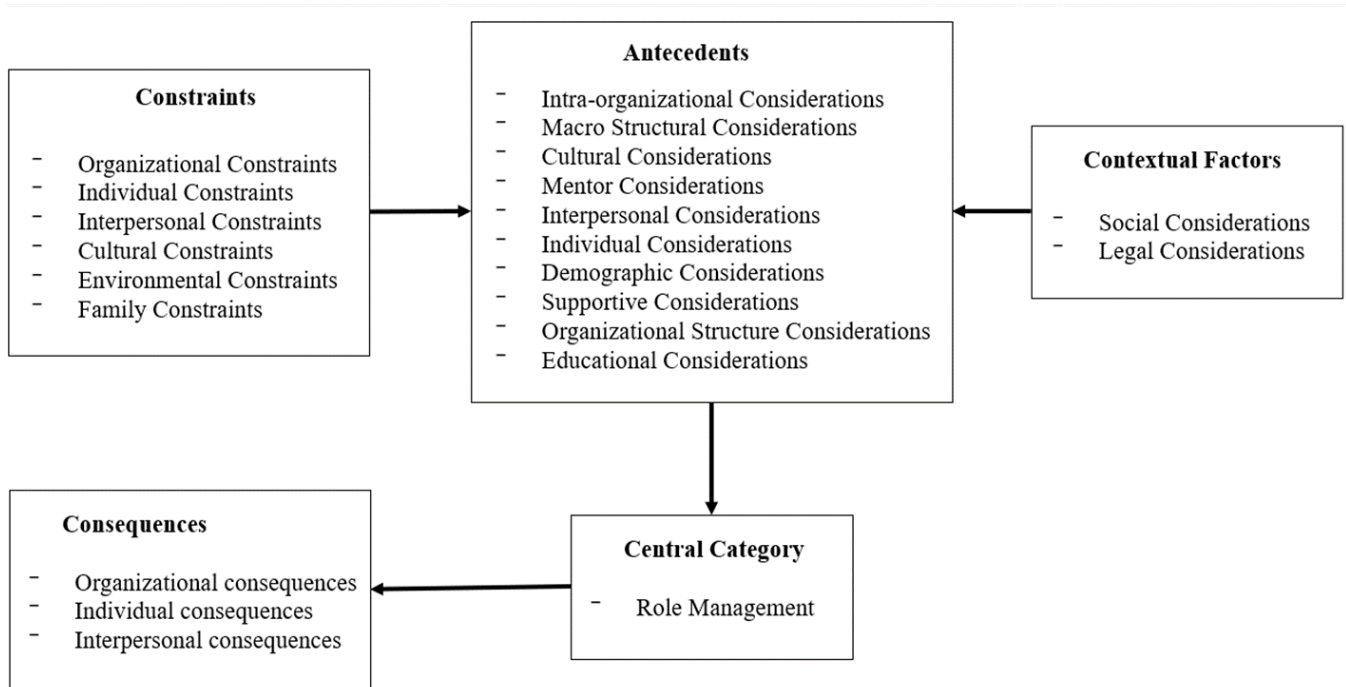 Constraints
- Organizational Constraints
- Individual Constraints
- Interpersonal Constraints
- Cultural Constraints
- Environmental Constraints
- Family Constraints
Antecedents
- Intra-organizational Considerations
- Macro Structural Considerations
- Cultural Considerations
- Mentor Considerations
- Interpersonal Considerations
- Individual Considerations
- Demographic Considerations
- Supportive Considerations
- Organizational Structure Considerations
- Educational Considerations
Contextual Factors
- Social Considerations
- Legal Considerations
Central Category
- Role Management
Consequences
- Organizational consequences
- Individual consequences
- Interpersonal consequences